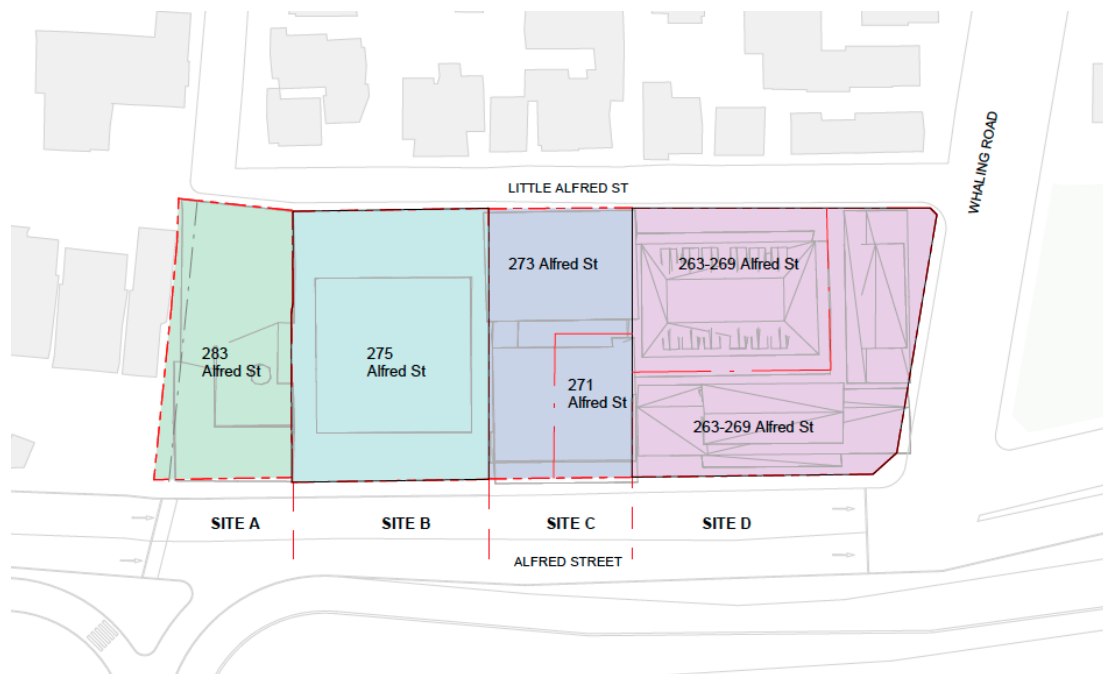 WHALING ROAD
LITTLE ALFRED ST
273 Alfred St
263-269 Alfred St
283
Alfred St
275
Alfred St
271
Alfred St
263-269 Alfred St
SITE A
SITE B
SITE C
SITE D
ALFRED STREET